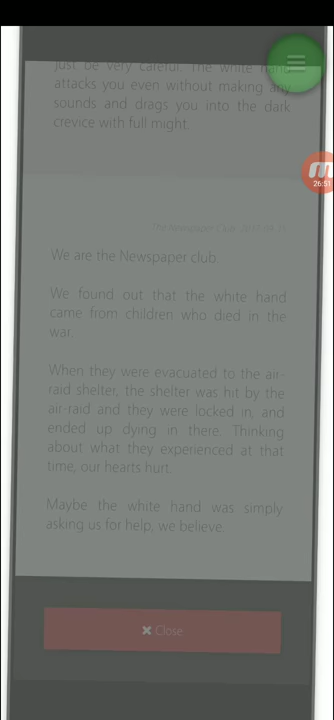 just be very careful. The white hand
attacks you even without making any
sounds and drags you into the dark
crevice with full might.
26:51
The Newspaper Club
We are the Newspaper club.
We found out that the white hand
came from children who died in the
war.
When they were evacuated to the air-
raid shelter, the shelter was hit by the
air-raid and they were locked in, and
ended up dying in there. Thinking
about what they experienced at that
time, our hearts hurt.
Maybe the white hand was simply
asking us for help, we believe.
✖ Close